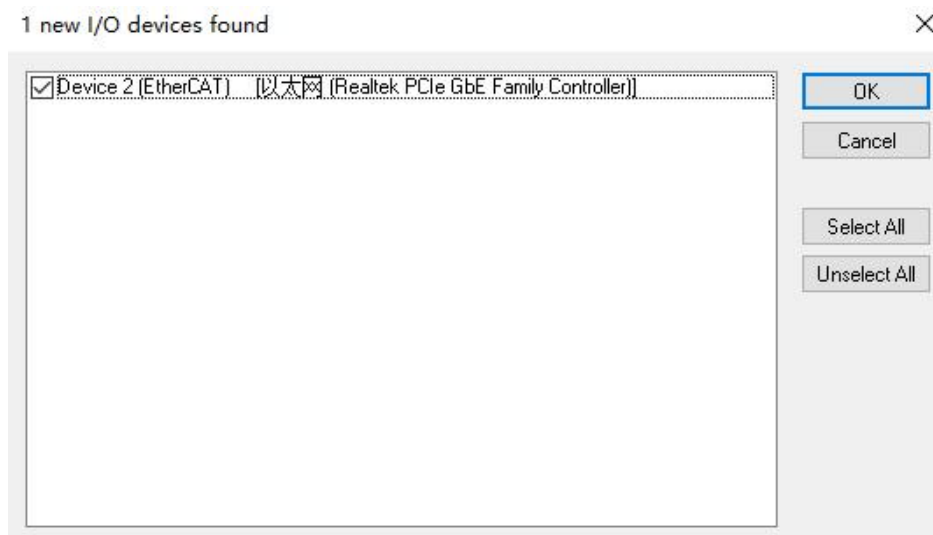 1 new I/O devices found
Device 2 (EtherCAT) [以太网 (Realtek PCIe GbE Family Controller)]
OK
Cancel
Select All
Unselect All